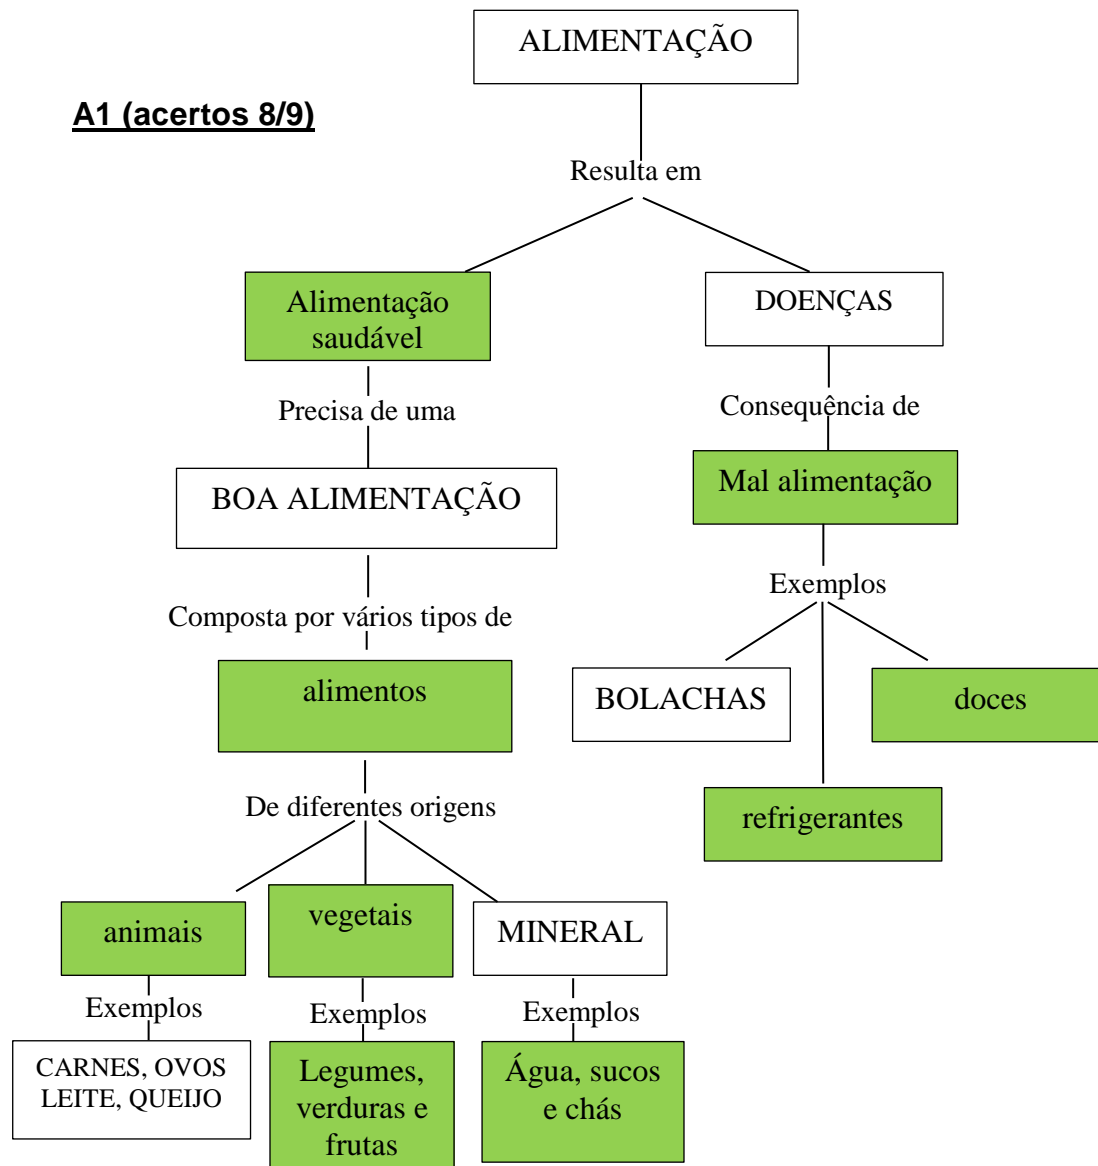 ALIMENTAÇÃO
A1 (acertos 8/9)
Resulta em
Alimentação
saudável
DOENÇAS
Precisa de uma
Consequência de
BOA ALIMENTAÇÃO
Mal alimentação
Exemplos
Composta por vários tipos de
alimentos
BOLACHAS
doces
De diferentes origens
refrigerantes
animais
vegetais
MINERAL
Exemplos
Exemplos
Exemplos
CARNES, OVOS
LEITE, QUEIJO
Legumes,
verduras e
frutas
Água, sucos
e chás